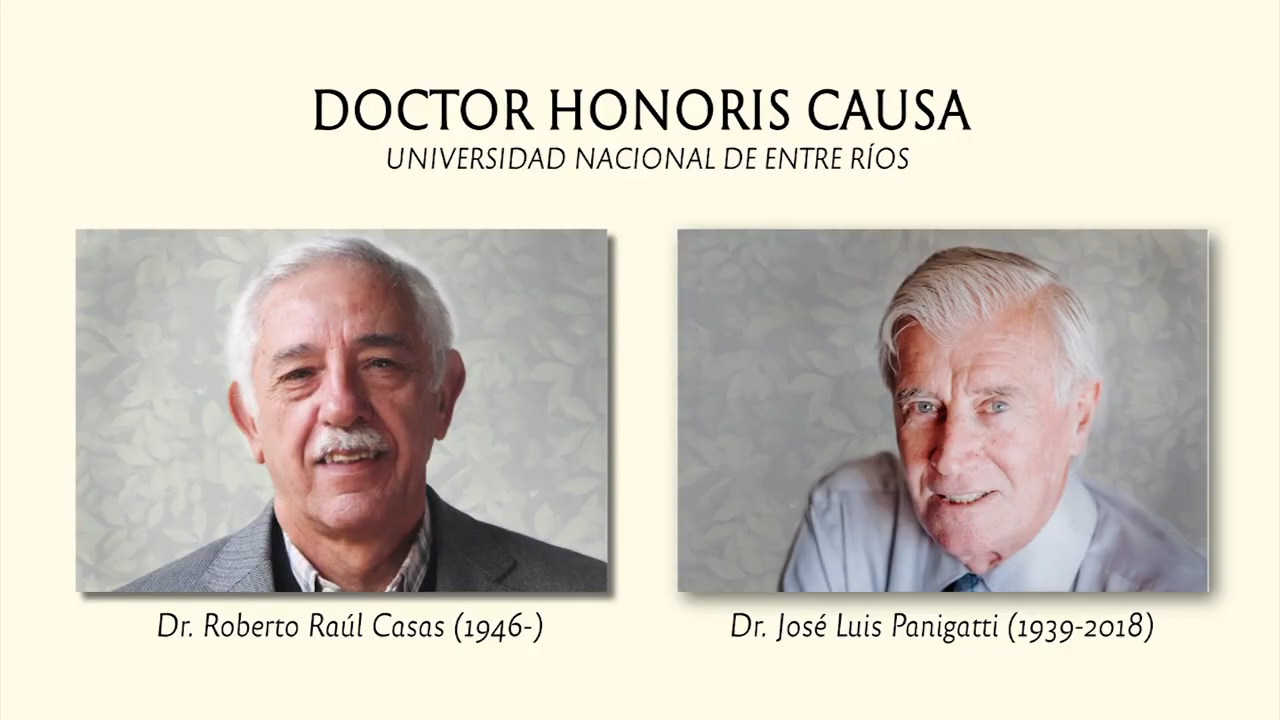 DOCTOR HONORIS CAUSA
UNIVERSIDAD NACIONAL DE ENTRE RÍOS
Dr. Roberto Raúl Casas (1946-)
Dr. José Luis Panigatti (1939-2018)